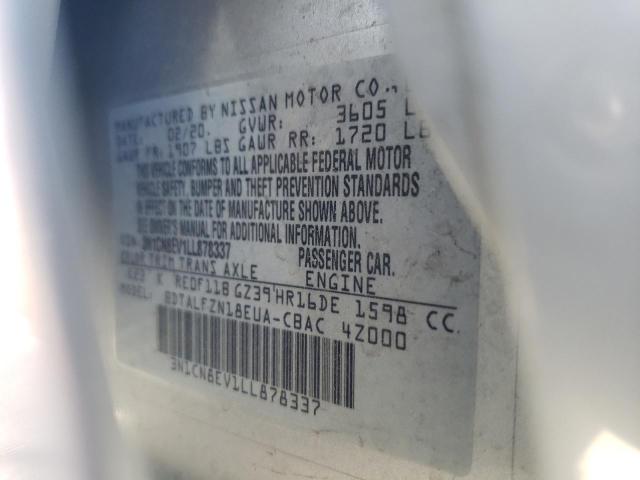 MANUFACTURED BY NISSAN MOTOR CO.,
DATE: 02/20. GVWR: 3605 L
GAWR FR: 1907 LBS GAWR RR: 1720 LB
THIS VEHICLE CONFORMS TO ALL APPLICABLE FEDERAL MOTOR
VEHICLE SAFETY, BUMPER AND THEFT PREVENTION STANDARDS
IN EFFECT ON THE DATE OF MANUFACTURE SHOWN ABOVE.
SEE OWNER'S MANUAL FOR ADDITIONAL INFORMATION.
VIN: 3N1CN8EV1LL878337 PASSENGER CAR.
COLOR TRIM TRANS AXLE ENGINE
K23 K RE0F11B GZ39 HR16DE 1598 CC.
BDTALFZN18EUA-CBAC 4Z000
3N1CN8EV1LL878337